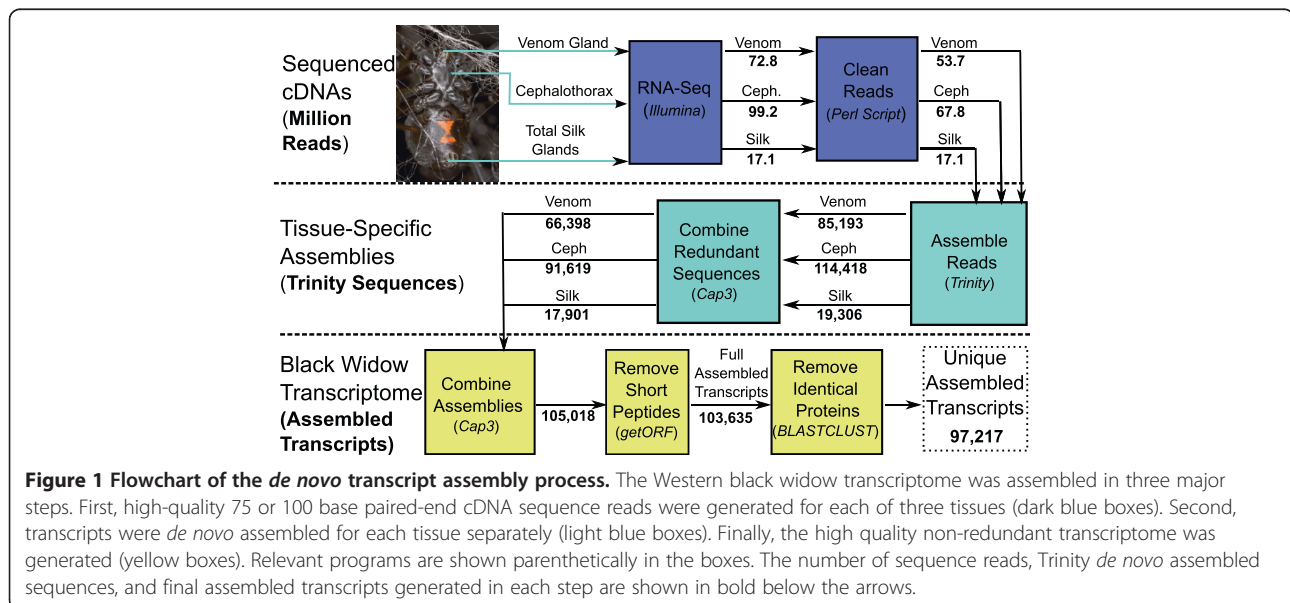 Sequenced
cDNAs
(Million
Reads)
Venom Gland
Cephalothorax
Total Silk
Glands
RNA-Seq
(Illumina)
Venom
72.8
Ceph.
99.2
Silk
17.1
Clean
Reads
(Perl Script)
Venom
53.7
Ceph
67.8
Silk
17.1
Tissue-Specific
Assemblies
(Trinity Sequences)
Venom
66,398
Ceph
91,619
Silk
17,901
Combine
Redundant
Sequences
(Cap3)
Venom
85,193
Ceph
114,418
Silk
19,306
Assemble
Reads
(Trinity)
Black Widow
Transcriptome
(Assembled
Transcripts)
Combine
Assemblies
(Cap3)
105,018
Remove
Short
Peptides
(getORF)
Full
Assembled
Transcripts
103,635
Remove
Identical
Proteins
(BLASTCLUST)
Unique
Assembled
Transcripts
97,217
Figure 1 Flowchart of the de novo transcript assembly process. The Western black widow transcriptome was assembled in three major
steps. First, high-quality 75 or 100 base paired-end cDNA sequence reads were generated for each of three tissues (dark blue boxes). Second,
transcripts were de novo assembled for each tissue separately (light blue boxes). Finally, the high quality non-redundant transcriptome was
generated (yellow boxes). Relevant programs are shown parenthetically in the boxes. The number of sequence reads, Trinity de novo assembled
sequences, and final assembled transcripts generated in each step are shown in bold below the arrows.